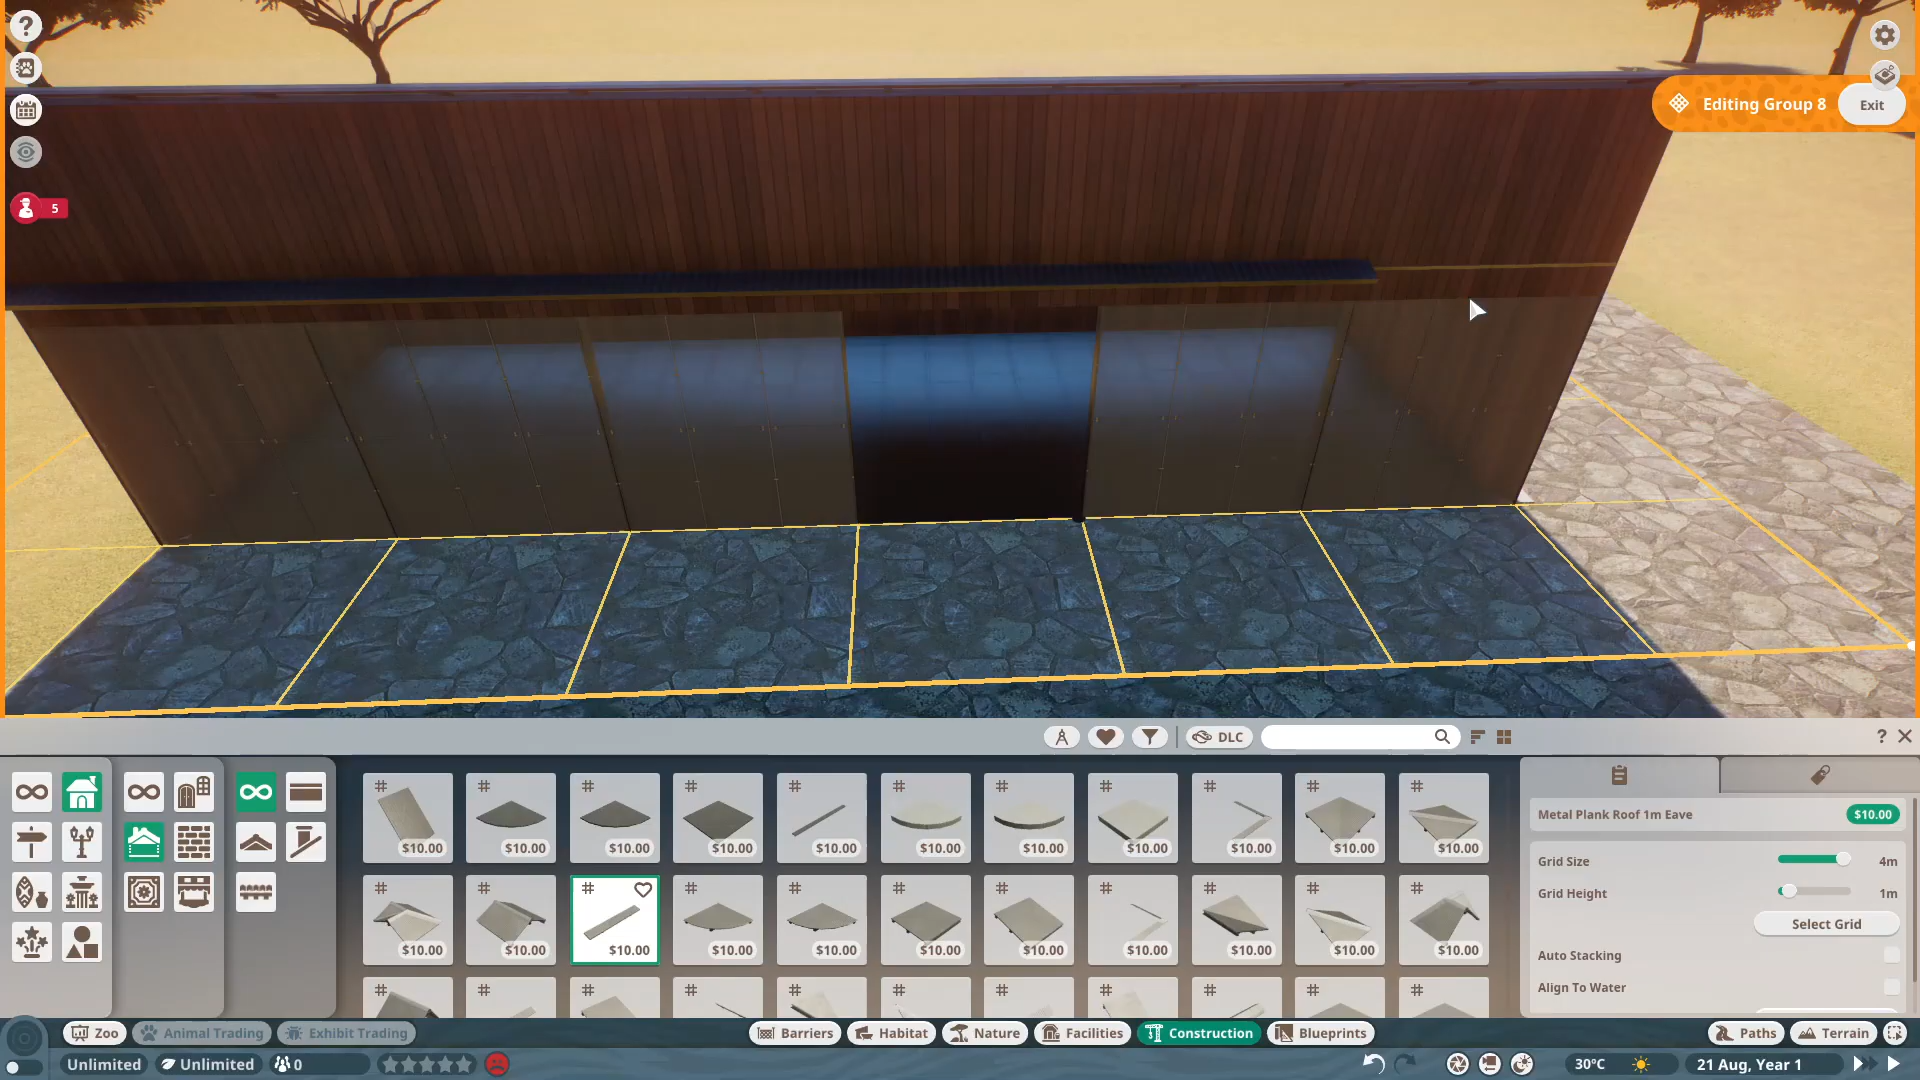 ?
Editing Group 8
Exit
5
DLC
?
$10.00 $10.00 $10.00 $10.00 $10.00 $10.00 $10.00 $10.00 $10.00 $10.00 $10.00
$10.00 $10.00 $10.00 $10.00 $10.00 $10.00 $10.00 $10.00 $10.00 $10.00 $10.00
Metal Plank Roof 1m Eave $10.00
Grid Size 4m
Grid Height 1m
Select Grid
Auto Stacking
Align To Water
Zoo Animal Trading Exhibit Trading Barriers Habitat Nature Facilities Construction Blueprints Paths Terrain
Unlimited Unlimited 0 30°C 21 Aug, Year 1